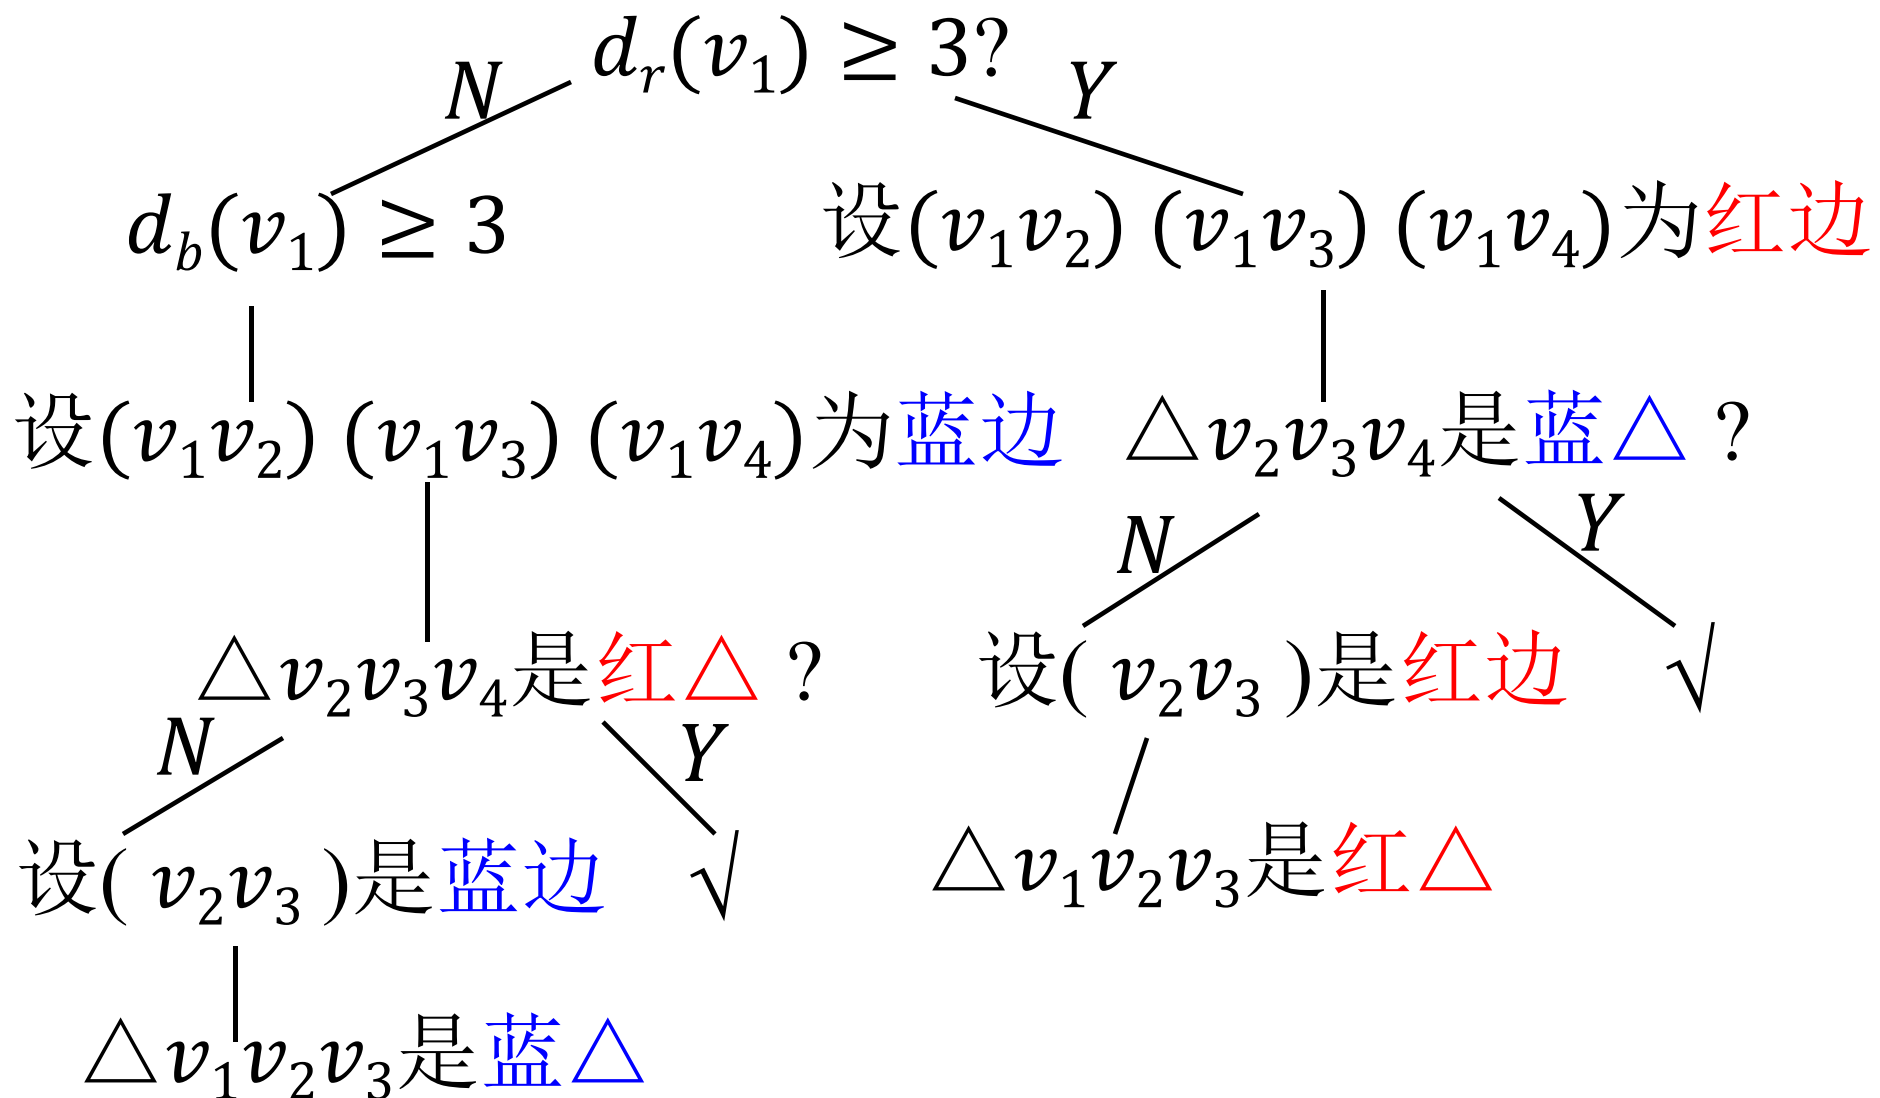 d_r(v_1) ≥ 3?
N Y
d_b(v_1) ≥ 3
设(v_1v_2) (v_1v_3) (v_1v_4)为红边
设(v_1v_2) (v_1v_3) (v_1v_4)为蓝边
△v_2v_3v_4是蓝△?
N Y
△v_2v_3v_4是红△?
设( v_2v_3 )是红边
√
N Y
设( v_2v_3 )是蓝边
√
△v_1v_2v_3是红△
△v_1v_2v_3是蓝△